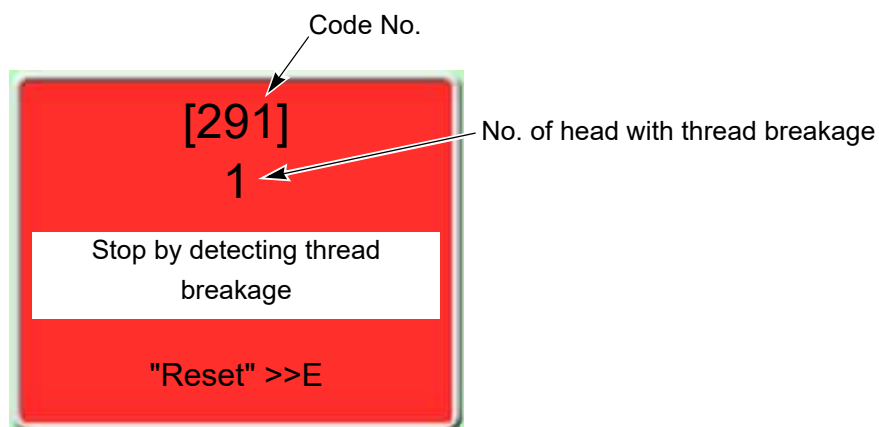 Code No.
[291]
No. of head with thread breakage
1
Stop by detecting thread
breakage
"Reset" >>E